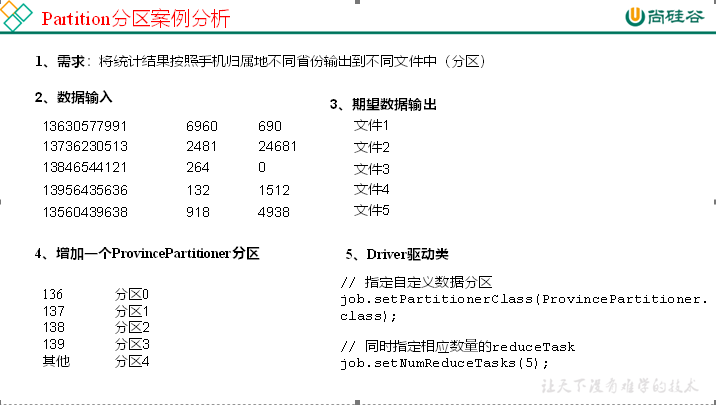 Partition分区案例分析
尚硅谷
1、需求：将统计结果按照手机归属地不同省份输出到不同文件中（分区）
2、数据输入
13630577991 6960 690
13736230513 2481 24681
13846544121 264 0
13956435636 132 1512
13560439638 918 4938
3、期望数据输出
文件1
文件2
文件3
文件4
文件5
4、增加一个ProvincePartitioner分区
136 分区0
137 分区1
138 分区2
139 分区3
其他 分区4
5、Driver驱动类
// 指定自定义数据分区
job.setPartitionerClass(ProvincePartitioner.
class);
// 同时指定相应数量的reduceTask
job.setNumReduceTasks(5);
让天下没有难学的技术